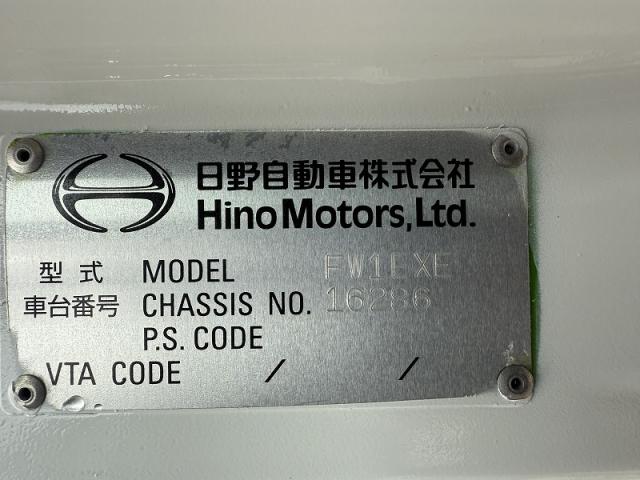 日野自動車株式会社
Hino Motors, Ltd.
型式 MODEL FW1EXE
車台番号 CHASSIS NO. 16286
P.S. CODE
VTA CODE / /